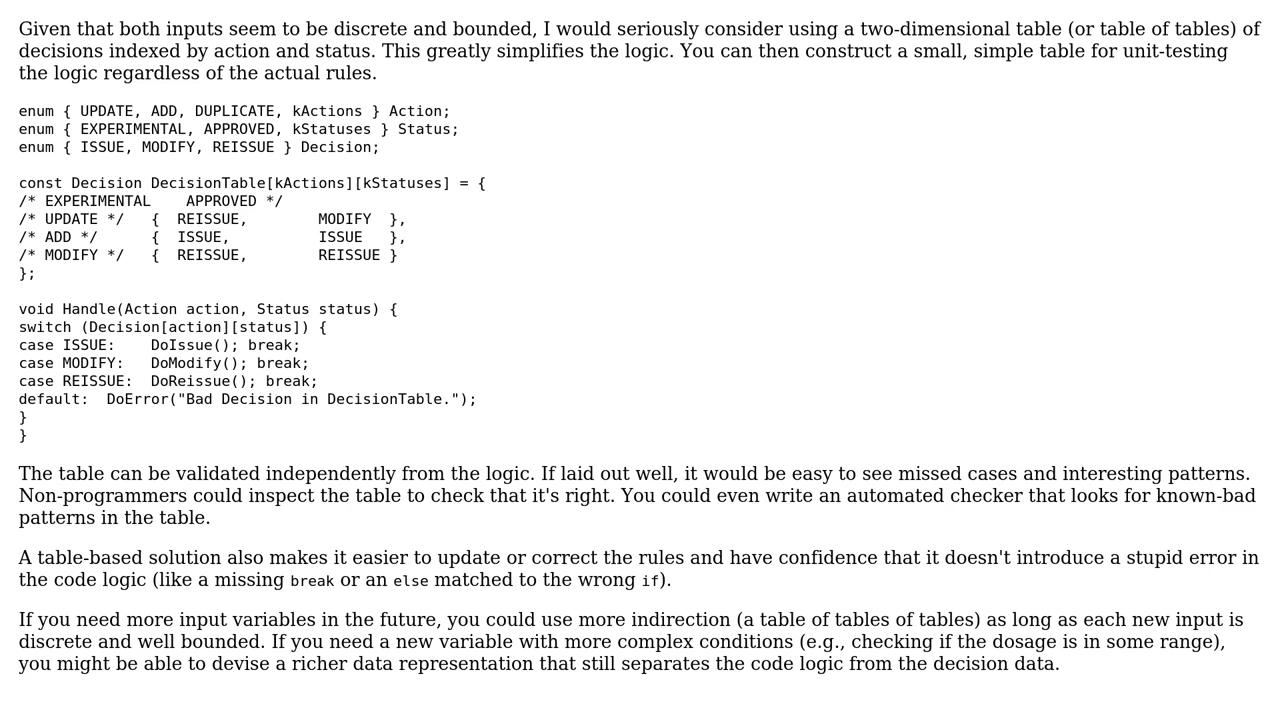 Given that both inputs seem to be discrete and bounded, I would seriously consider using a two-dimensional table (or table of tables) of
decisions indexed by action and status. This greatly simplifies the logic. You can then construct a small, simple table for unit-testing
the logic regardless of the actual rules.
enum { UPDATE, ADD, DUPLICATE, kActions } Action;
enum { EXPERIMENTAL, APPROVED, kStatuses } Status;
enum { ISSUE, MODIFY, REISSUE } Decision;
const Decision DecisionTable[kActions][kStatuses] = {
/* EXPERIMENTAL    APPROVED */
/* UPDATE */   {  REISSUE,        MODIFY  },
/* ADD */      {  ISSUE,          ISSUE   },
/* MODIFY */   {  REISSUE,        REISSUE }
};
void Handle(Action action, Status status) {
switch (Decision[action][status]) {
case ISSUE:    DoIssue(); break;
case MODIFY:   DoModify(); break;
case REISSUE:  DoReissue(); break;
default:  DoError("Bad Decision in DecisionTable.");
}
}
The table can be validated independently from the logic. If laid out well, it would be easy to see missed cases and interesting patterns.
Non-programmers could inspect the table to check that it's right. You could even write an automated checker that looks for known-bad
patterns in the table.
A table-based solution also makes it easier to update or correct the rules and have confidence that it doesn't introduce a stupid error in
the code logic (like a missing break or an else matched to the wrong if).
If you need more input variables in the future, you could use more indirection (a table of tables of tables) as long as each new input is
discrete and well bounded. If you need a new variable with more complex conditions (e.g., checking if the dosage is in some range),
you might be able to devise a richer data representation that still separates the code logic from the decision data.